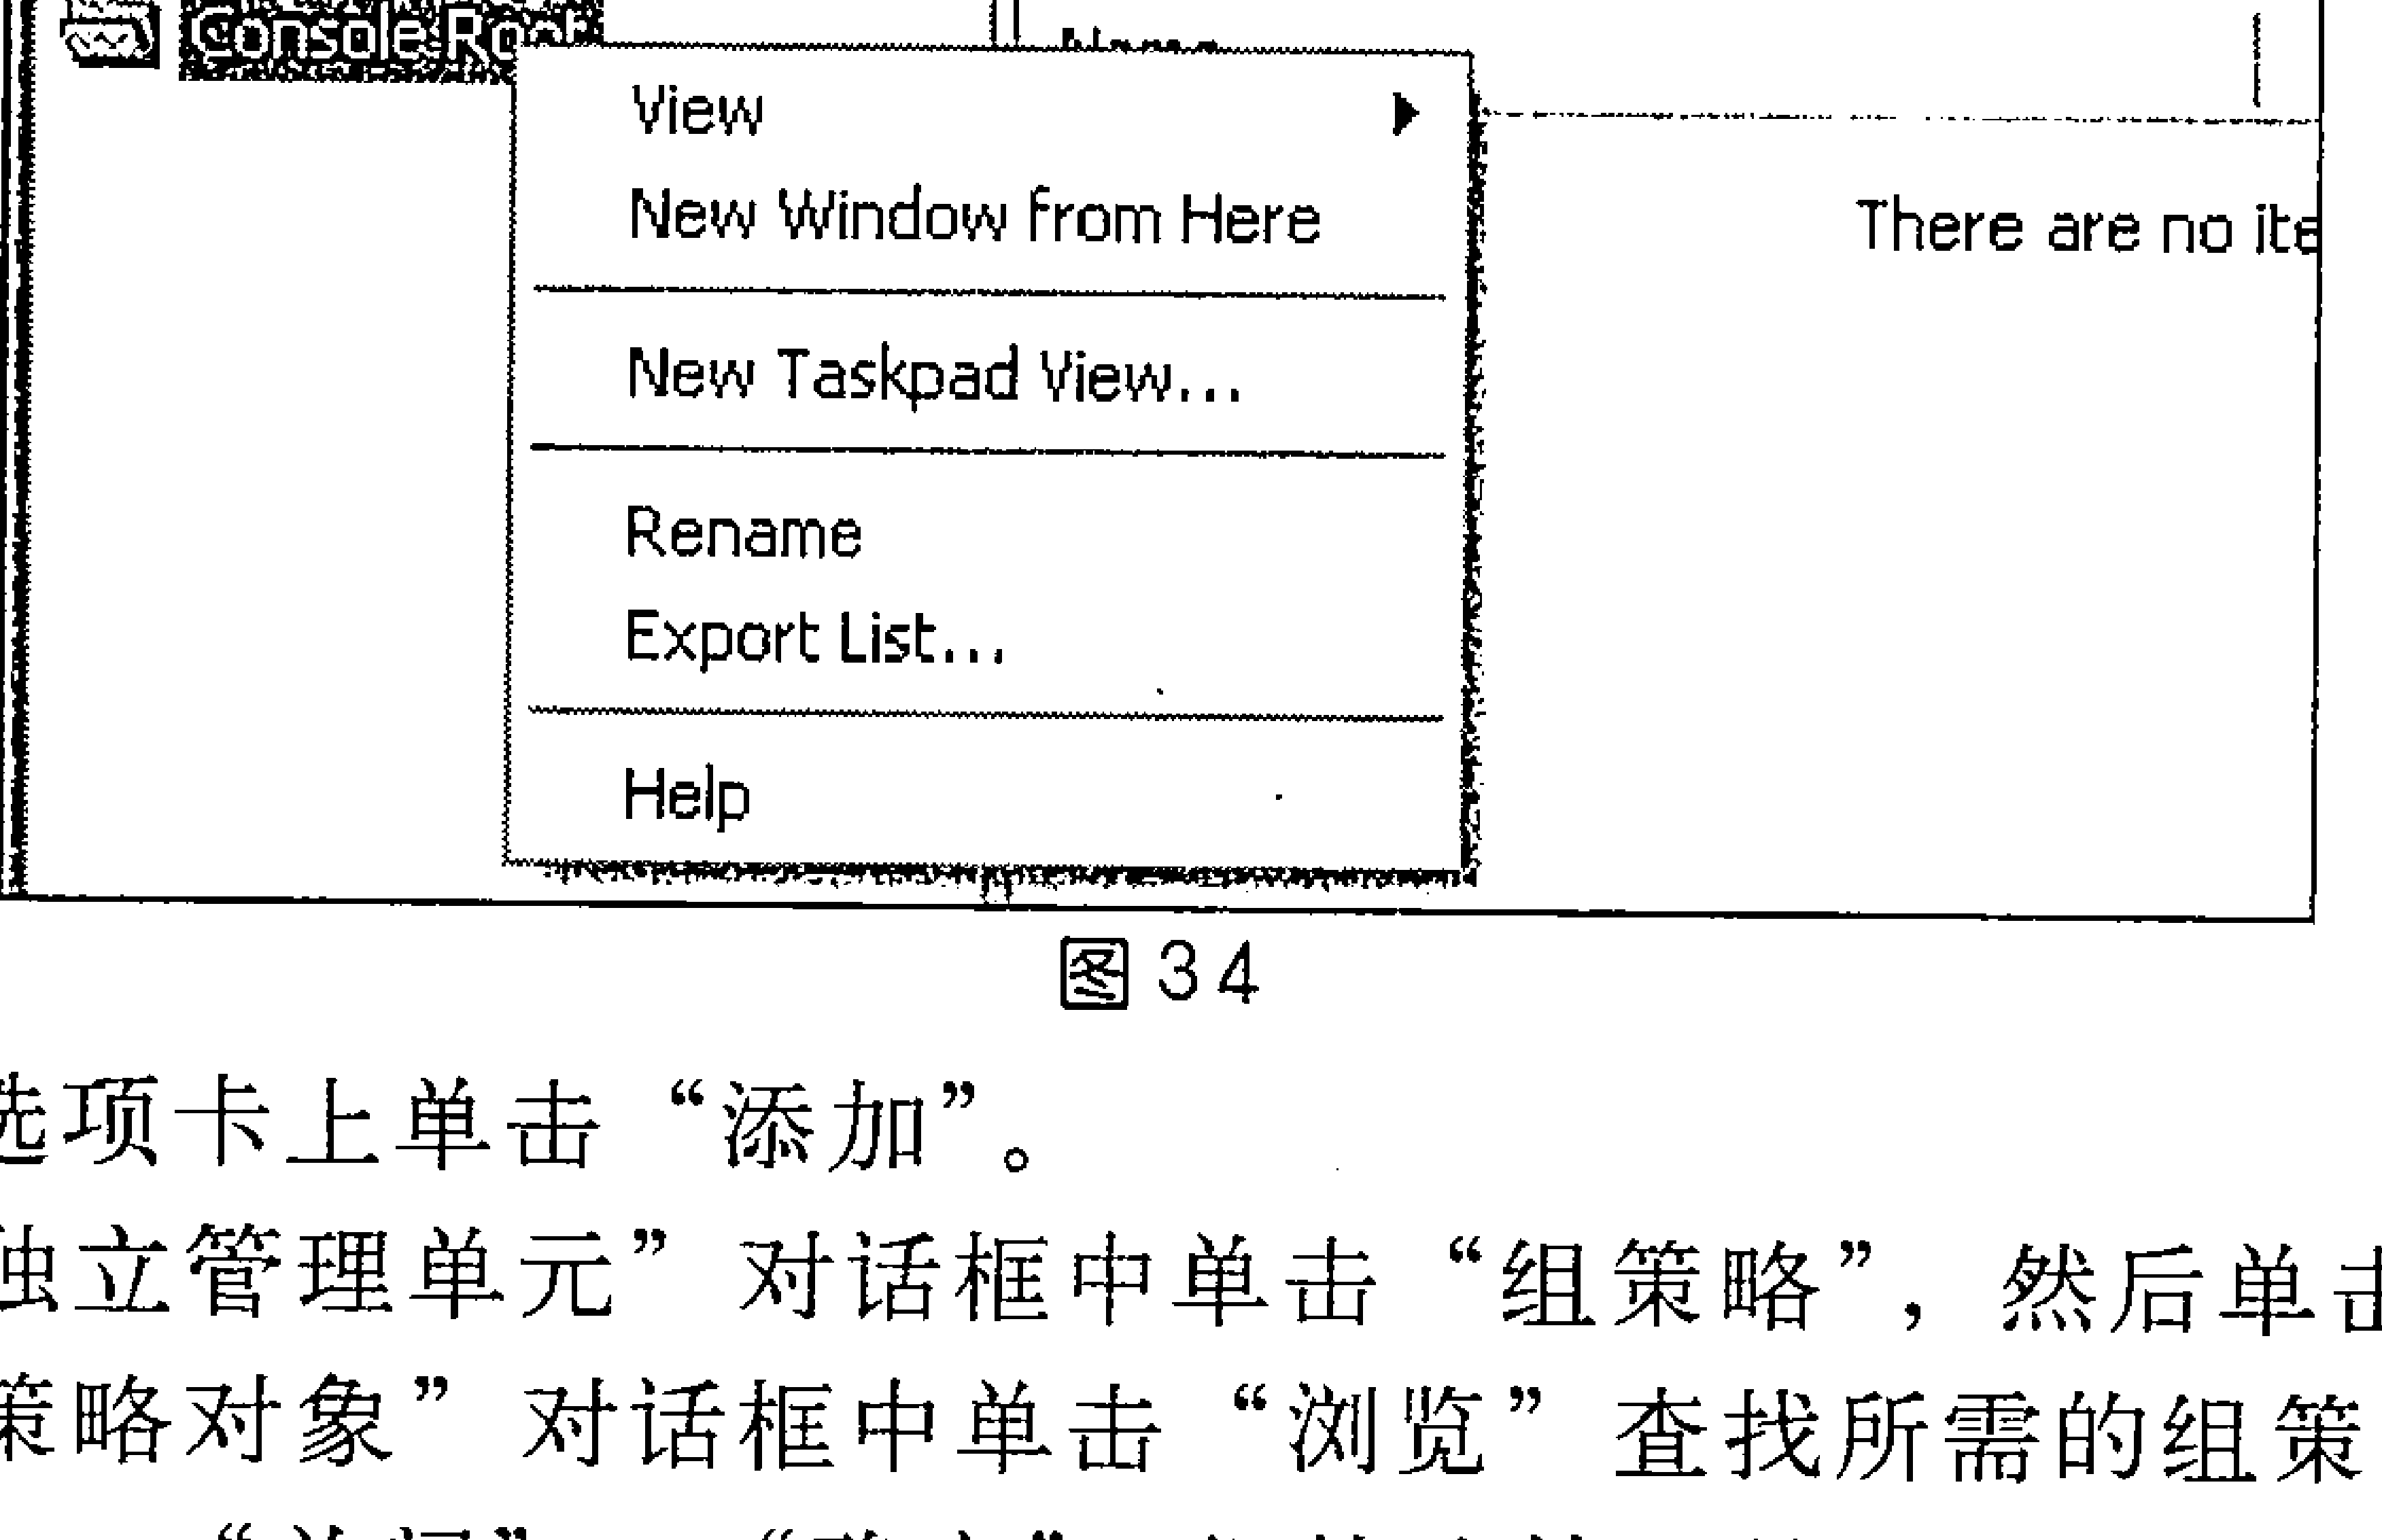 Console Root
Name
View
New Window from Here
There are no ite
New Taskpad View...
Rename
Export List...
Help
图 34
选项卡上单击 “添加”。
独立管理单元” 对话框中单击 “组策略”，然后单击
策略对象” 对话框中单击 “浏览” 查找所需的组策